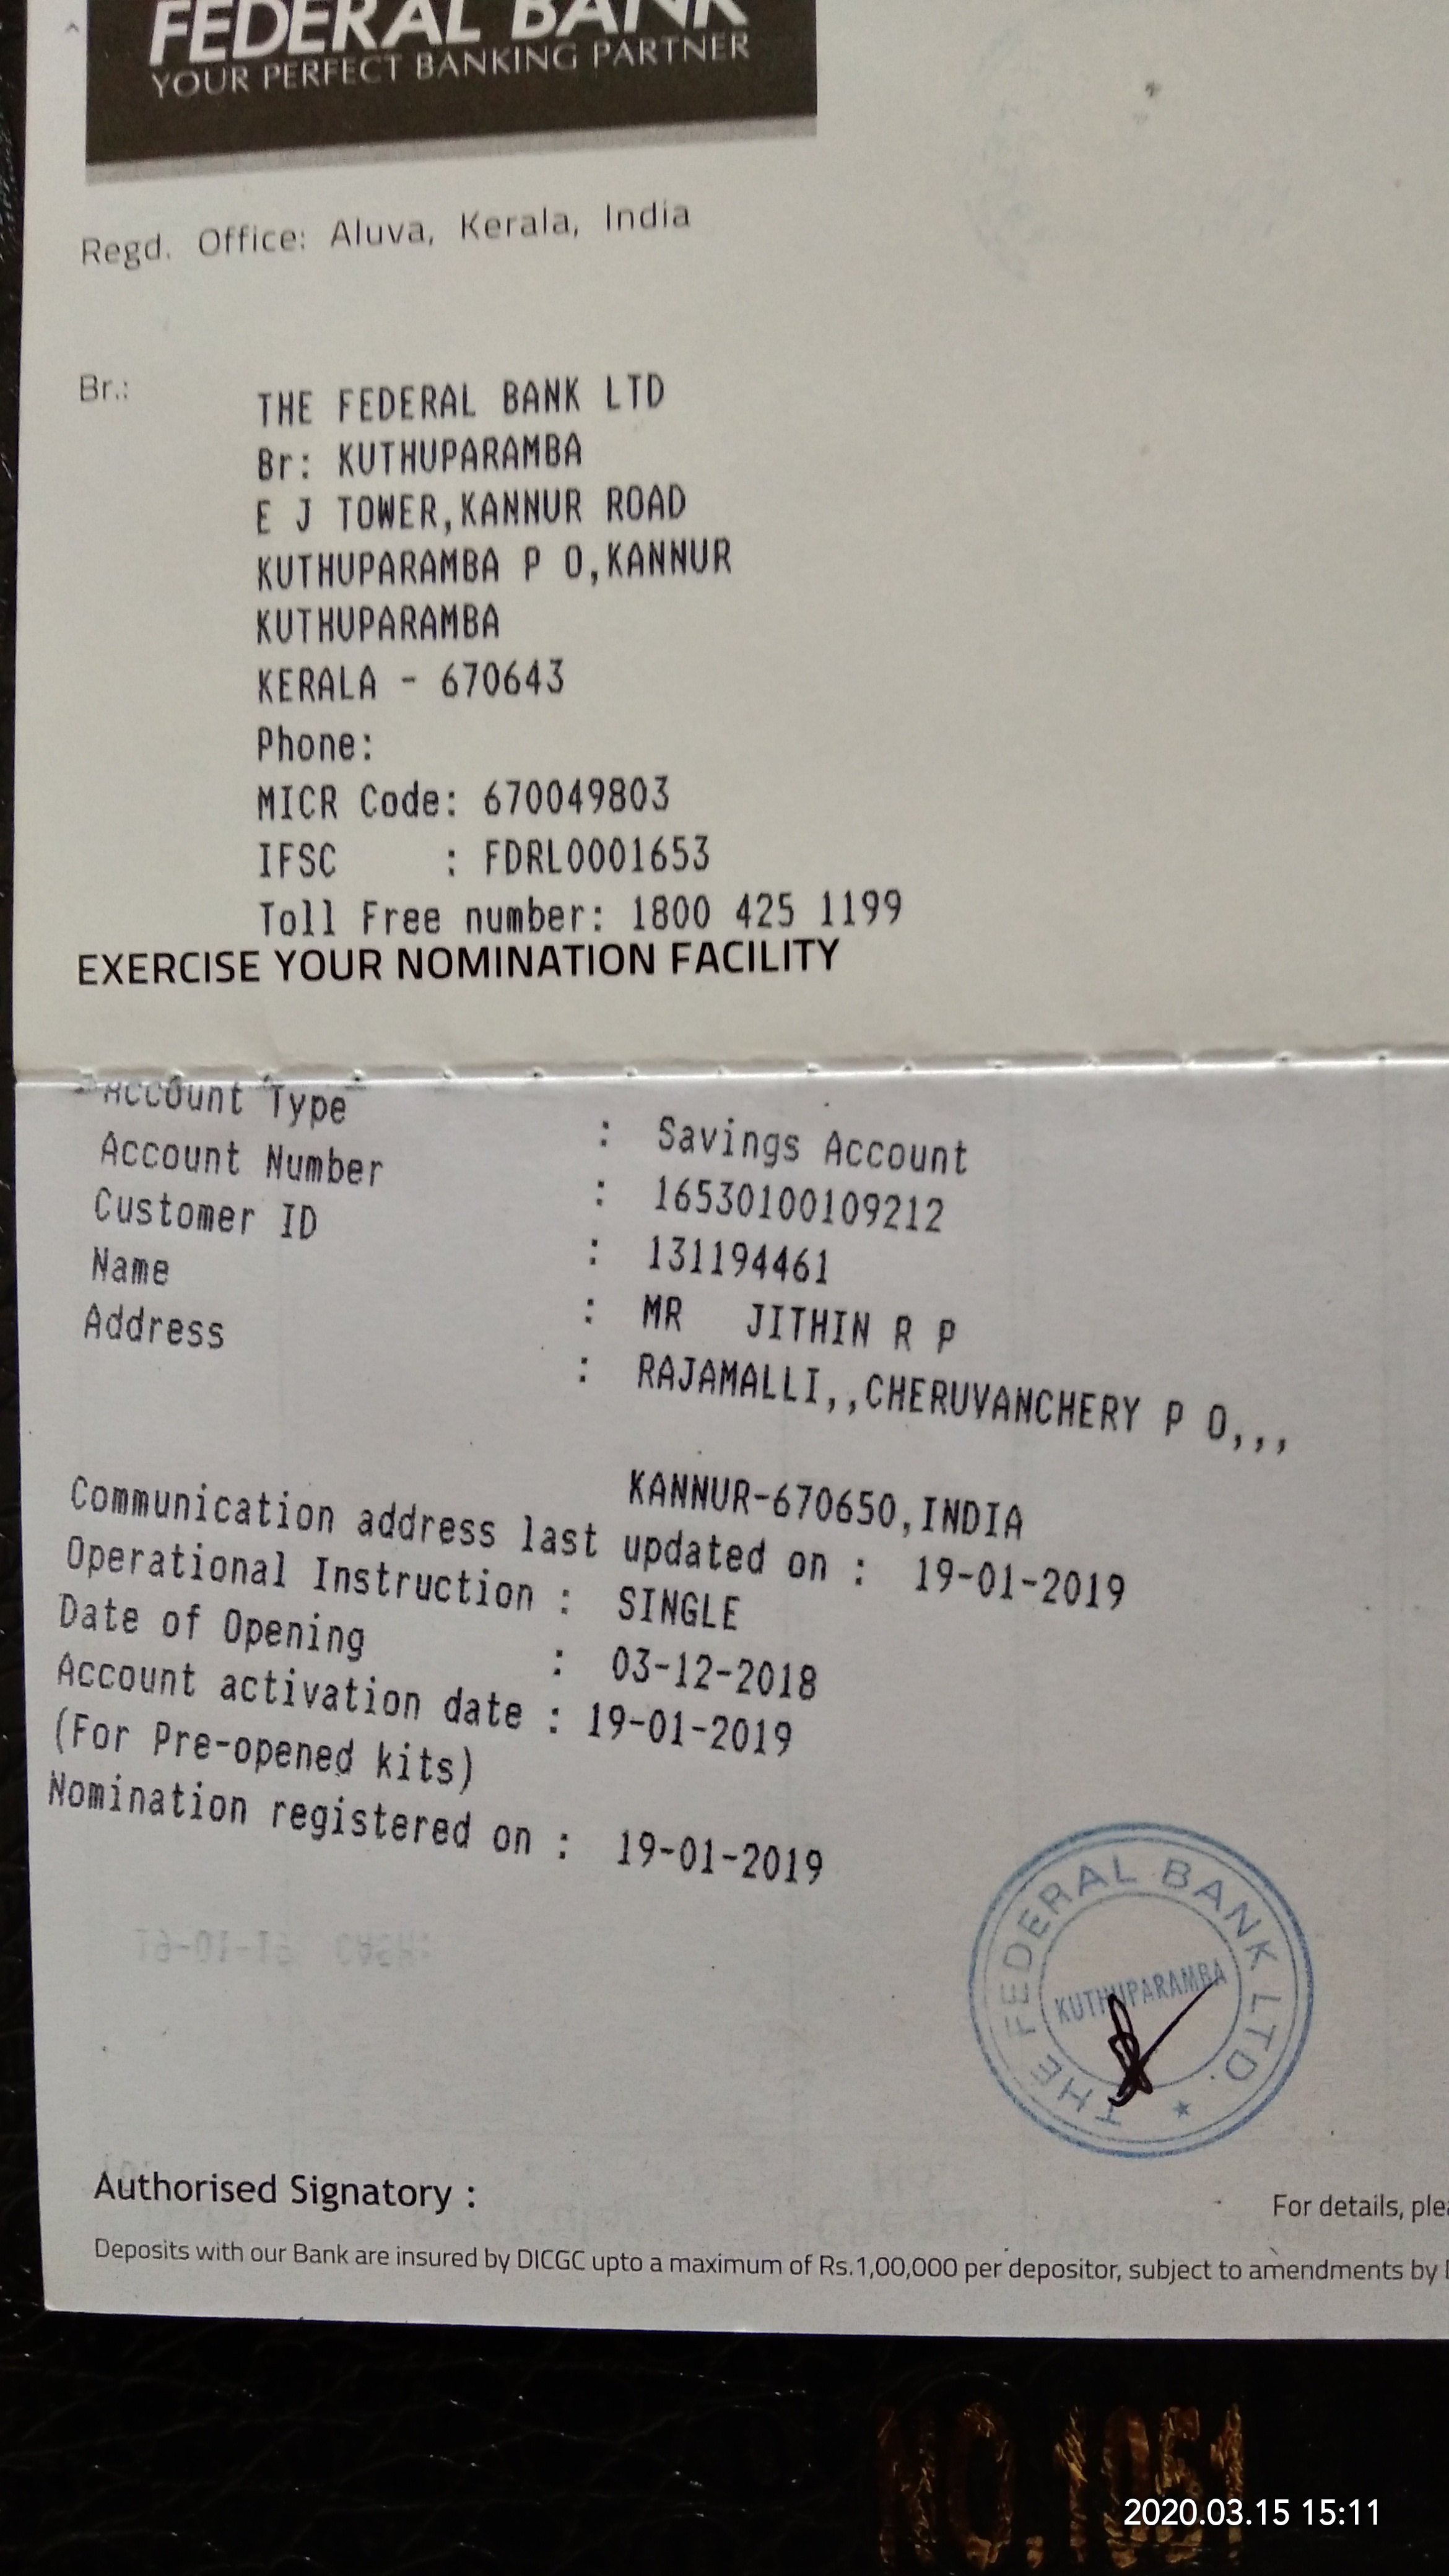 FEDERAL BANK
YOUR PERFECT BANKING PARTNER
Regd. Office: Aluva, Kerala, India
Br.:
THE FEDERAL BANK LTD
Br: KUTHUPARAMBA
E J TOWER,KANNUR ROAD
KUTHUPARAMBA P O,KANNUR
KUTHUPARAMBA
KERALA - 670643
Phone:
MICR Code: 670049803
IFSC : FDRL0001653
Toll Free number: 1800 425 1199
EXERCISE YOUR NOMINATION FACILITY
Account Type : Savings Account
Account Number : 16530100109212
Customer ID : 131194461
Name : MR JITHIN R P
Address : RAJAMALLI,,CHERUVANCHERY P O,,,
KANNUR-670650,INDIA
Communication address last updated on : 19-01-2019
Operational Instruction : SINGLE
Date of Opening : 03-12-2018
Account activation date : 19-01-2019
(For Pre-opened kits)
Nomination registered on : 19-01-2019
THE FEDERAL BANK LTD.
KUTHUPARAMBA
Authorised Signatory :
For details, plea
Deposits with our Bank are insured by DICGC upto a maximum of Rs.1,00,000 per depositor, subject to amendments by
NO.1051
2020.03.15 15:11